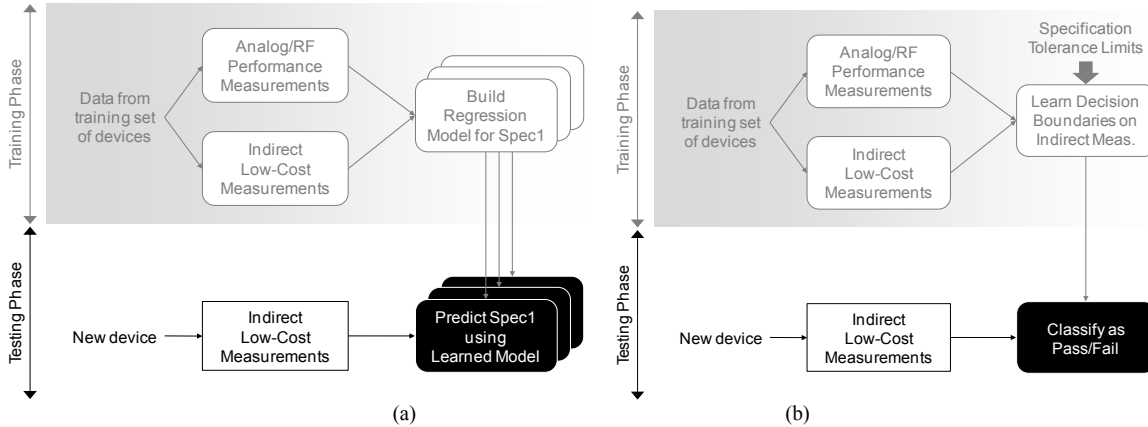 Training Phase
Data from
training set
of devices
Analog/RF
Performance
Measurements
Indirect
Low-Cost
Measurements
Build
Regression
Model for Spec1
Testing Phase
New device
Indirect
Low-Cost
Measurements
Predict Spec1
using
Learned Model
(a)
Training Phase
Data from
training set
of devices
Analog/RF
Performance
Measurements
Indirect
Low-Cost
Measurements
Specification
Tolerance Limits
Learn Decision
Boundaries on
Indirect Meas.
Testing Phase
New device
Indirect
Low-Cost
Measurements
Classify as
Pass/Fail
(b)